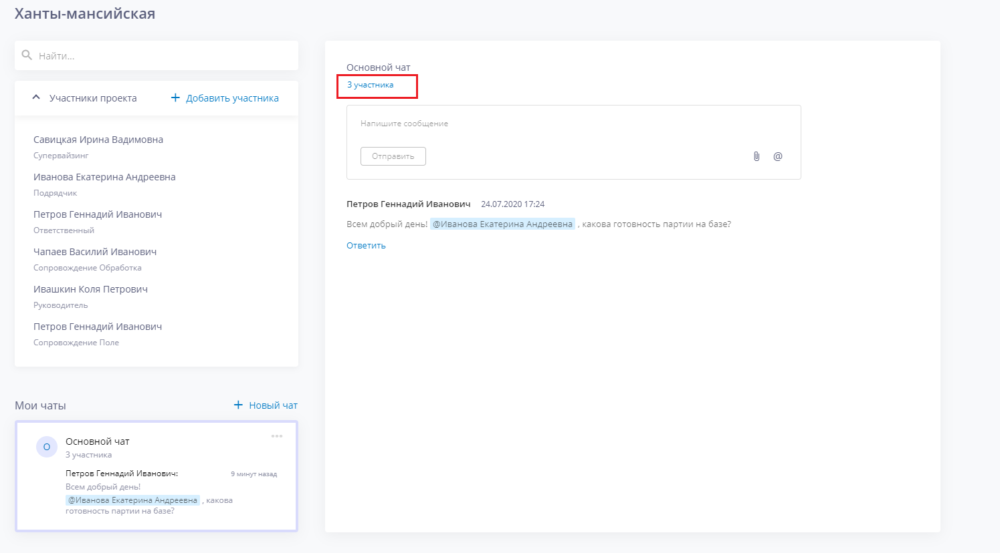 Ханты-мансийская
Найти...
Участники проекта
Добавить участника
Савицкая Ирина Вадимовна
Супервайзинг
Иванова Екатерина Андреевна
Подрядчик
Петров Геннадий Иванович
Ответственный
Чапаев Василий Иванович
Сопровождение Обработка
Ивашкин Коля Петрович
Руководитель
Петров Геннадий Иванович
Сопровождение Поле
Мои чаты
Новый чат
О
Основной чат
3 участника
Петров Геннадий Иванович:
9 минут назад
Всем добрый день!
@Иванова Екатерина Андреевна , какова
готовность партии на базе?
Основной чат
3 участника
Напишите сообщение
Отправить
@
Петров Геннадий Иванович 24.07.2020 17:24
Всем добрый день! @Иванова Екатерина Андреевна , какова готовность партии на базе?
Ответить